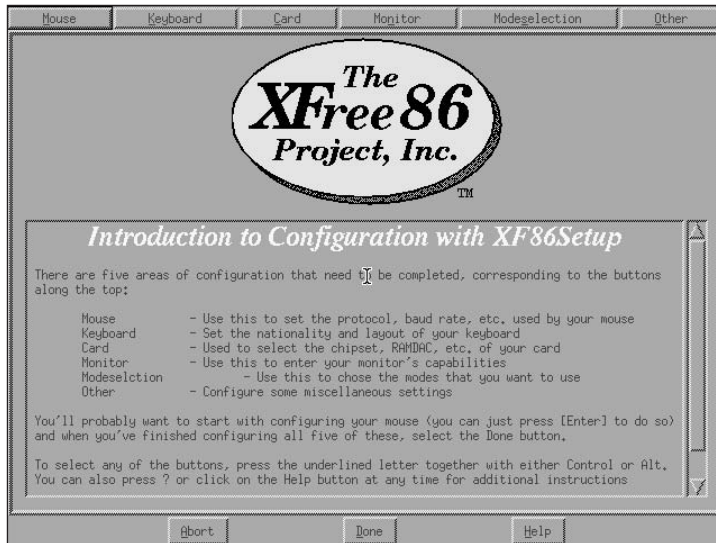 Mouse Keyboard Card Monitor Modeselection Other
The
XFree86
Project, Inc.
TM
Introduction to Configuration with XF86Setup
There are five areas of configuration that need to be completed, corresponding to the buttons
along the top:
Mouse - Use this to set the protocol, baud rate, etc. used by your mouse
Keyboard - Set the nationality and layout of your keyboard
Card - Used to select the chipset, RAMDAC, etc. of your card
Monitor - Use this to enter your monitor's capabilities
Modeselction - Use this to chose the modes that you want to use
Other - Configure some miscellaneous settings
You'll probably want to start with configuring your mouse (you can just press [Enter] to do so)
and when you've finished configuring all five of these, select the Done button.
To select any of the buttons, press the underlined letter together with either Control or Alt.
You can also press ? or click on the Help button at any time for additional instructions
Abort Done Help